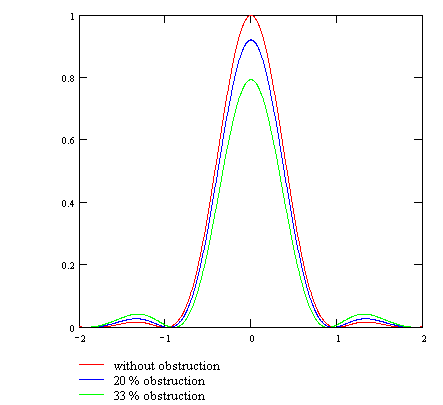 1
0.8
0.6
0.4
0.2
0
−2 −1 0 1 2
without obstruction
20 % obstruction
33 % obstruction